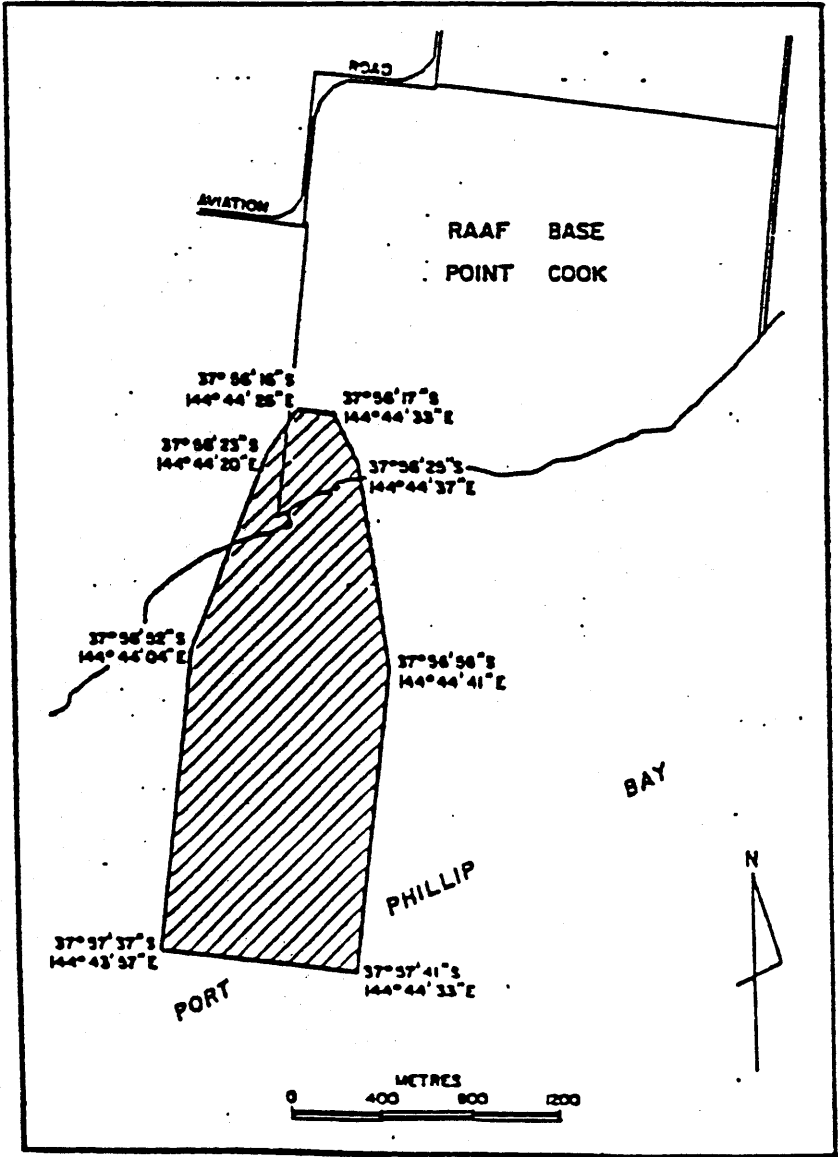 ROAD
AVIATION
RAAF BASE
POINT COOK
37° 56' 16" S
144° 44' 26" E
37° 56' 17" S
144° 44' 33" E
37° 56' 23" S
144° 44' 20" E
37° 56' 25" S
144° 44' 37" E
37° 56' 52" S
144° 44' 04" E
37° 56' 56" S
144° 44' 41" E
BAY
PHILLIP
N
37° 57' 37" S
144° 43' 57" E
37° 57' 41" S
144° 44' 33" E
PORT
METRES
0 400 800 1200